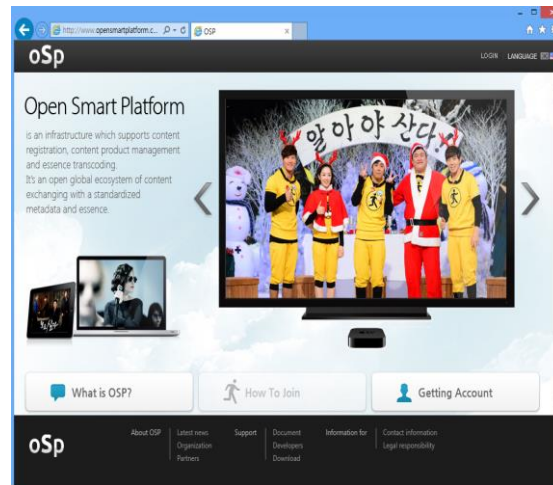 http://www.opensmartplatform.c...
OSP
oSp
LOGIN
LANGUAGE
Open Smart Platform
is an infrastructure which supports content
registration, content product management
and essence transcoding.
It's an open global ecosystem of content
exchanging with a standardized
metadata and essence.
알아야 산다.
What is OSP?
How To Join
Getting Account
oSp
About OSP
Latest news
Organization
Partners
Support
Document
Developers
Download
Information for
Contact information
Legal responsibility